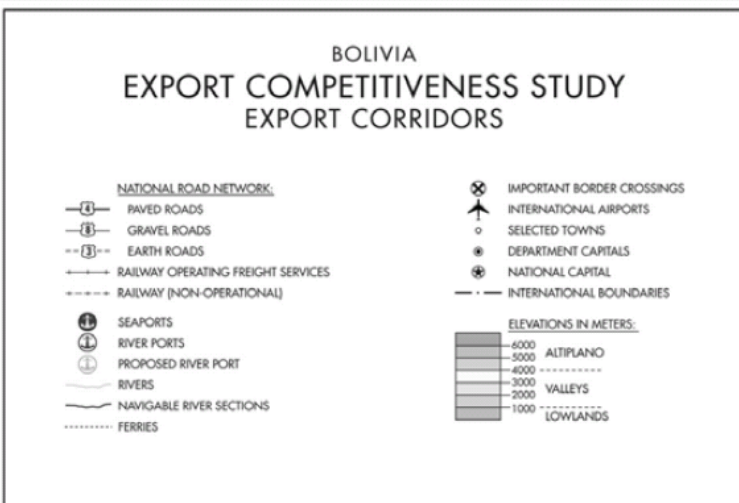 BOLIVIA
EXPORT COMPETITIVENESS STUDY
EXPORT CORRIDORS
NATIONAL ROAD NETWORK:
4 PAVED ROADS
8 GRAVEL ROADS
3 EARTH ROADS
RAILWAY OPERATING FREIGHT SERVICES
RAILWAY (NON-OPERATIONAL)
SEAPORTS
RIVER PORTS
PROPOSED RIVER PORT
RIVERS
NAVIGABLE RIVER SECTIONS
FERRIES
IMPORTANT BORDER CROSSINGS
INTERNATIONAL AIRPORTS
SELECTED TOWNS
DEPARTMENT CAPITALS
NATIONAL CAPITAL
INTERNATIONAL BOUNDARIES
ELEVATIONS IN METERS:
6000
5000 ALTIPLANO
4000
3000
2000 VALLEYS
1000
LOWLANDS